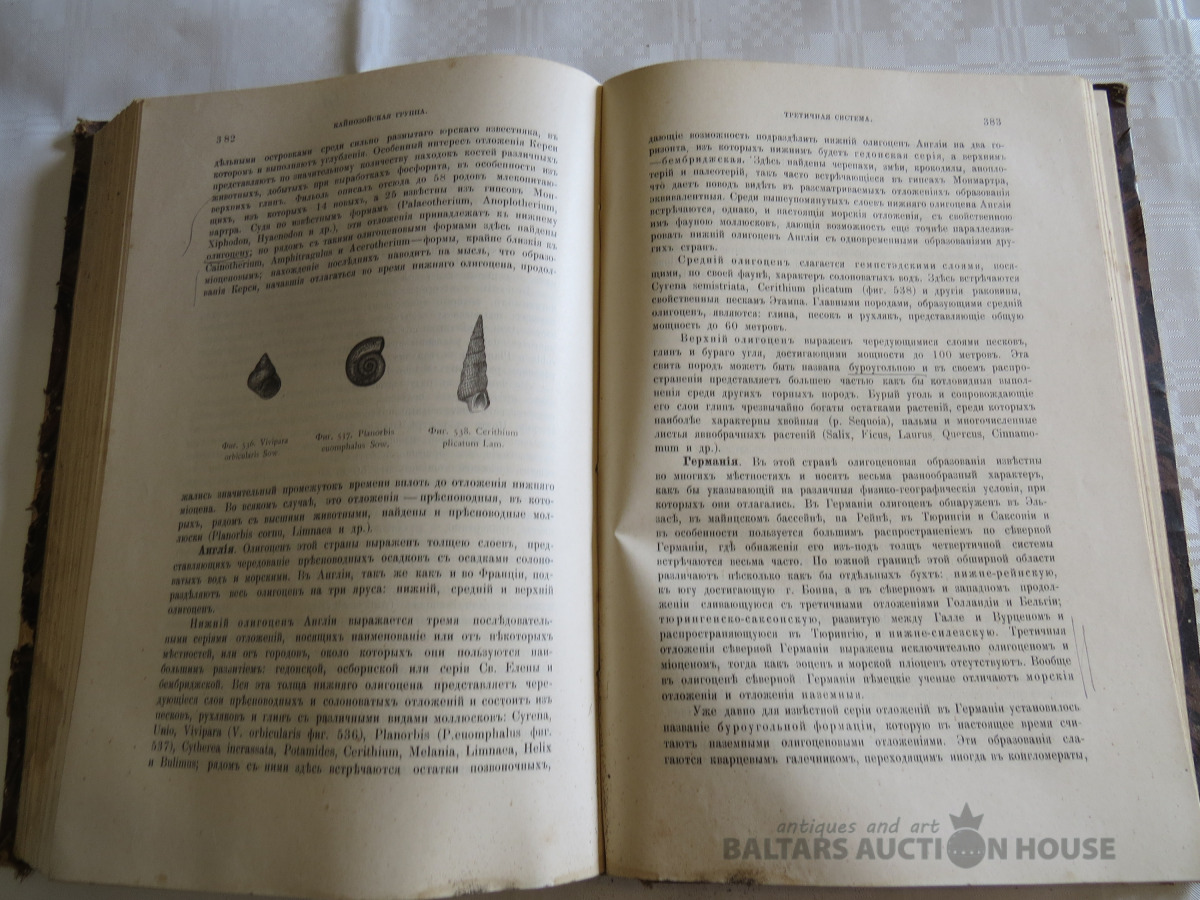 382
КАЙНОЗОЙСКАЯ ГРУППА.
дѣльными островками среди сильно размытаго юрскаго известняка, въ
котором и выполняютъ углубленія. Особенный интересъ отложенія Керси
представляютъ по значительному количеству находокъ костей различныхъ
животныхъ, добытыхъ при выработкахъ фосфорита, въ особенности изъ
верхнихъ глинъ. Фильоль описалъ отсюда до 58 родовъ млекопитаю-
щихъ, изъ которыхъ 14 новыхъ, а 25 извѣстны изъ гипсовъ Мон-
мартра. Судя по извѣстнымъ формамъ (Palaeotherium, Anoplotherium,
Xiphodon, Hyaenodon и др.), эти отложенія принадлежатъ къ нижнему
олигоцену; но рядомъ съ такими олигоценовыми формами здѣсь найдены
Cainotherium, Amphitragulus и Acerotherium—формы, крайне близкія къ
міоценовымъ; нахожденіе послѣднихъ наводитъ на мысль, что образо-
ванія Керси, начавшія отлагаться во время нижняго олигоцена, продол-
Фиг. 536. Vivipara
orbicularis Sow.
Фиг. 537. Planorbis
euomphalus Sow.
Фиг. 538. Cerithium
plicatum Lam.
жались значительный промежутокъ времени вплоть до отложенія нижняго
міоцена. Во всякомъ случаѣ, это отложенія — прѣсноводныя, въ кото-
рыхъ, рядомъ съ высшими животными, найдены и прѣсноводные мол-
люски (Planorbis cornu, Limnaea и др.).
Англія. Олигоценъ этой страны выраженъ толщею слоевъ, пред-
ставляющихъ чередованіе прѣсноводныхъ осадковъ съ осадками солоно-
ватыхъ водъ и морскими. Въ Англіи, такъ же какъ и во Франціи, под-
раздѣляютъ весь олигоценъ на три яруса: нижній, средній и верхній
олигоценъ.
Нижній олигоценъ Англіи выражается тремя послѣдователь-
ными серіями отложеній, носящихъ наименованіе или отъ нѣкоторыхъ
мѣстностей, или отъ городовъ, около которыхъ они пользуются наи-
большимъ развитіемъ: гедонской, осборнской или серіи Св. Елены и
бембриджской. Вся эта толща нижняго олигоцена представляетъ чере-
дующіеся слои прѣсноводныхъ и солоноватыхъ отложеній и состоитъ изъ
песковъ, рухляковъ и глинъ съ различными видами моллюсковъ: Cyrena,
Unio, Vivipara (V. orbicularis фиг. 536,), Planorbis (P.euomphalus фиг.
537), Cytherea incrassata, Potamides, Cerithium, Melania, Limnaea, Helix
и Bulimus; рядомъ съ ними здѣсь встрѣчаются остатки позвоночныхъ,
ТРЕТИЧНАЯ СИСТЕМА.
383
дающіе возможность подраздѣлить нижній олигоценъ Англіи на два го-
ризонта, изъ которыхъ нижнимъ будетъ гедонская серія, а верхнимъ
—бембриджская. Здѣсь найдены черепахи, змѣи, крокодилы, анопло-
терій и палеотерій, такъ часто встрѣчающіеся въ гипсахъ Монмартра,
что даетъ поводъ видѣть въ разсматриваемыхъ отложеніяхъ образованія
эквивалентныя. Среди вышеупомянутыхъ слоевъ нижняго олигоцена Англіи
встрѣчаются, однако, и настоящія морскія отложенія, съ свойственною
имъ фауною моллюсковъ, дающія возможность еще точнѣе параллелизи-
ровать нижній олигоценъ Англіи съ одновременными образованіями дру-
гихъ странъ.
Средній олигоценъ слагается гемпстэдскими слоями, нося-
щими, по своей фаунѣ, характеръ солоноватыхъ водъ. Здѣсь встрѣчаются
Cyrena semistriata, Cerithium plicatum (фиг. 538) и другія раковины,
свойственныя пескамъ Этампа. Главными породами, образующими средній
олигоценъ, являются: глина, песокъ и рухлякъ, представляющіе общую
мощность до 60 метровъ.
Верхній олигоценъ выраженъ чередующимися слоями песковъ,
глинъ и бураго угля, достигающими мощности до 100 метровъ. Эта
свита породъ можетъ быть названа буроугольною и въ своемъ распро-
страненіи представляетъ большею частью какъ бы котловидныя выпол-
ненія среди другихъ горныхъ породъ. Бурый уголь и сопровождающіе
его слои глинъ чрезвычайно богаты остатками растеній, среди которыхъ
наиболѣе характерны хвойныя (р. Sequoia), пальмы и многочисленные
листья явнобрачныхъ растеній (Salix, Ficus, Laurus, Quercus, Cinnamo-
mum и др.).
Германія. Въ этой странѣ олигоценовыя образованія извѣстны
во многихъ мѣстностяхъ и носятъ весьма разнообразный характеръ,
какъ бы указывающій на различныя физико-географическія условія, при
которыхъ они отлагались. Въ Германіи олигоценъ обнаруженъ въ Эль-
засѣ, въ майнцскомъ бассейнѣ, на Рейнѣ, въ Тюрингіи и Саксоніи и
въ особенности пользуется большимъ распространеніемъ по сѣверной
Германіи, гдѣ обнаженія его изъ-подъ толщъ четвертичной системы
встрѣчаются весьма часто. По южной границѣ этой обширной области
различаютъ нѣсколько какъ бы отдѣльныхъ бухтъ: нижне-рейнскую,
къ югу достигающую г. Бонна, а въ сѣверномъ и западномъ продол-
женіи сливающуюся съ третичными отложеніями Голландіи и Бельгіи;
тюрингенско-саксонскую, развитую между Галле и Вурценомъ и
распространяющуюся въ Тюрингію, и нижне-силезскую. Третичныя
отложенія сѣверной Германіи выражены исключительно олигоценомъ и
міоценомъ, тогда какъ эоценъ и морской пліоценъ отсутствуютъ. Вообще
въ олигоценѣ сѣверной Германіи нѣмецкіе ученые отличаютъ морскія
отложенія и отложенія наземныя.
Уже давно для извѣстной серіи отложеній въ Германіи установилось
названіе буроугольной формаціи, которую въ настоящее время счи-
таютъ наземными олигоценовыми отложеніями. Эти образованія сла-
гаются кварцевымъ галечникомъ, переходящимъ иногда въ конгломераты,
antiques and art
BALTARS AUCTION HOUSE